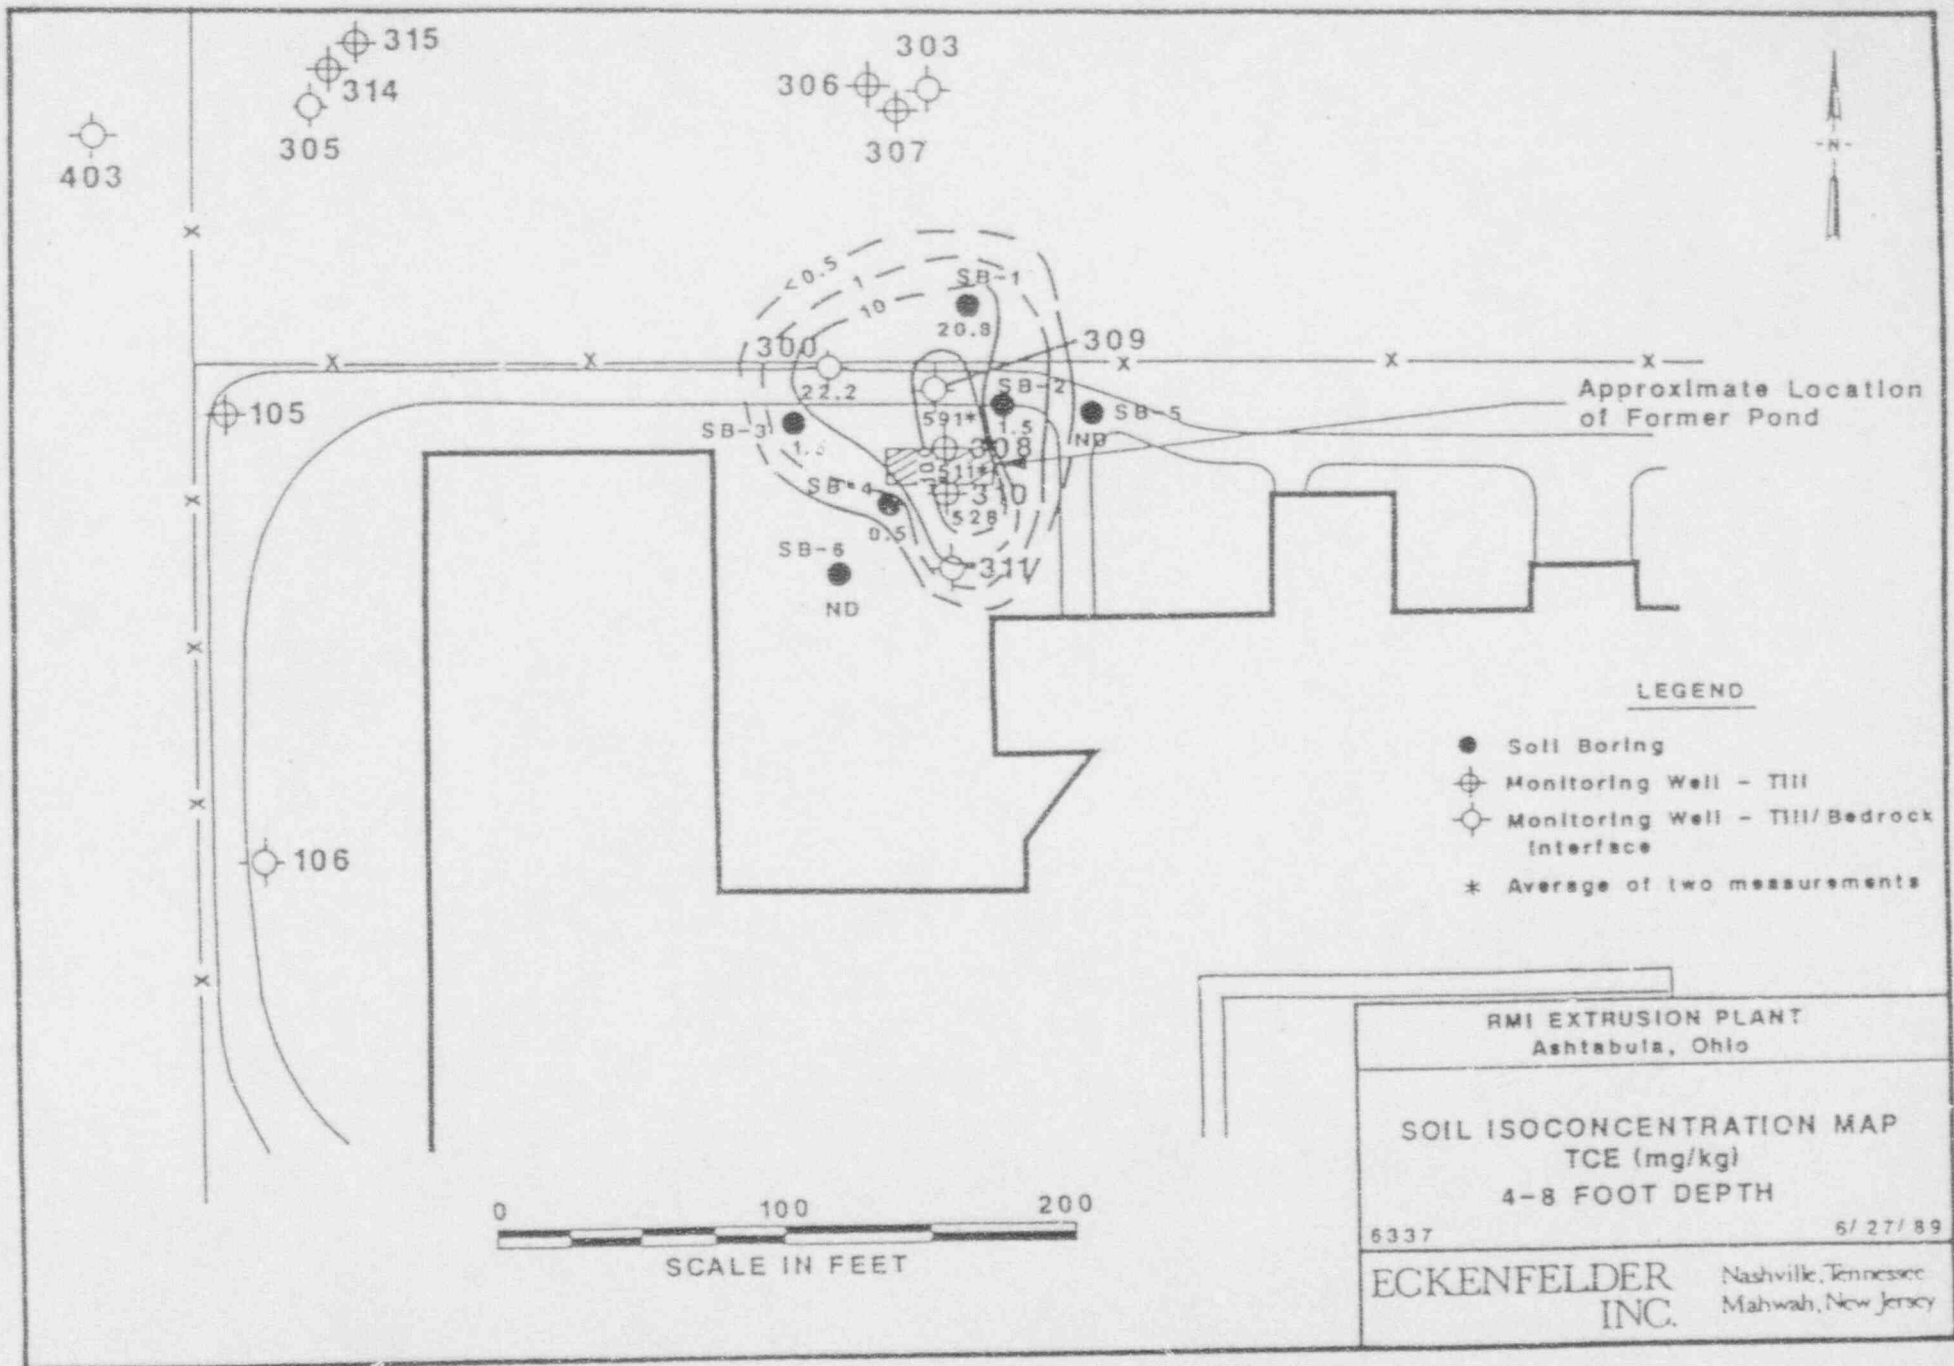 315
314
305
403
303
306
307
-N-
<0.5
1
10
SB-1
20.8
300
309
22.2
SB-2
591*
1.5
SB-5
ND
Approximate Location
of Former Pond
105
SB-3
308
511*
SB-4
310
528
0.5
SB-6
ND
311
106
LEGEND
Soil Boring
Monitoring Well - Till
Monitoring Well - Till/Bedrock
Interface
* Average of two measurements
0 100 200
SCALE IN FEET
RMI EXTRUSION PLANT
Ashtabula, Ohio
SOIL ISOCONCENTRATION MAP
TCE (mg/kg)
4-8 FOOT DEPTH
6337 6/27/89
ECKENFELDER
INC.
Nashville, Tennessee
Mahwah, New Jersey